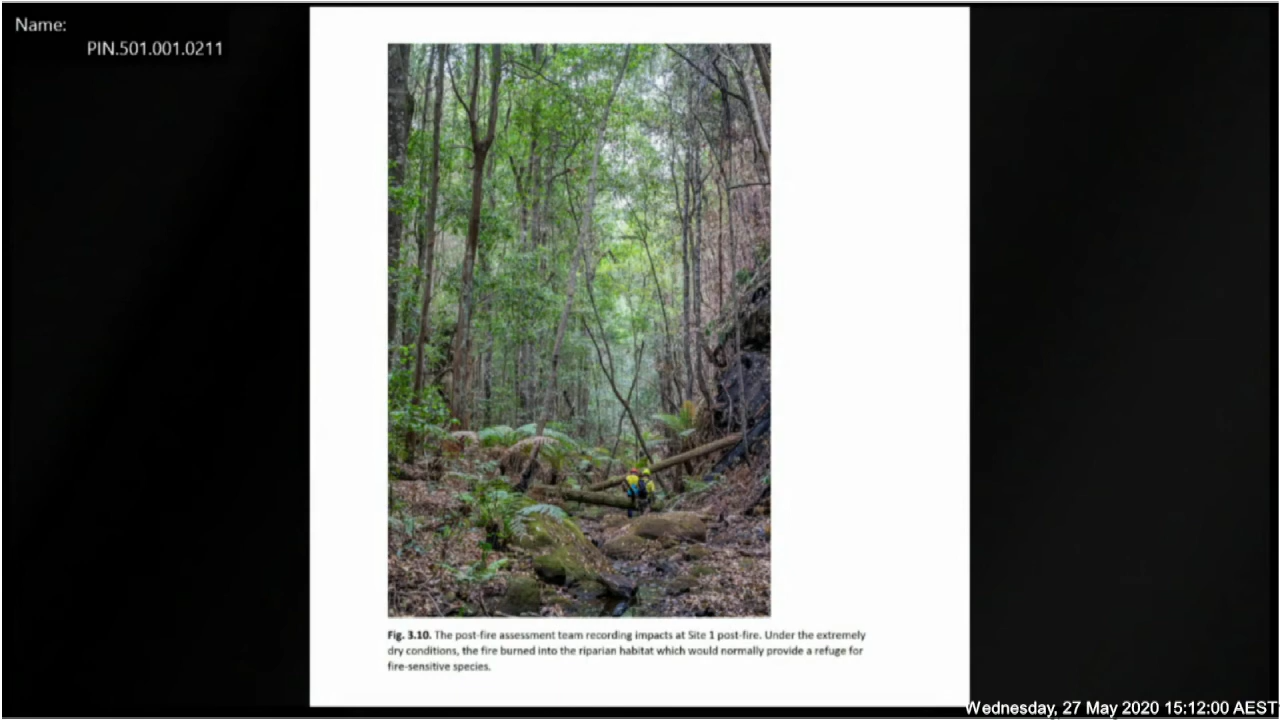 Name:
PIN.501.001.0211
Fig. 3.10. The post-fire assessment team recording impacts at Site 1 post-fire. Under the extremely
dry conditions, the fire burned into the riparian habitat which would normally provide a refuge for
fire-sensitive species.
Wednesday, 27 May 2020 15:12:00 AEST